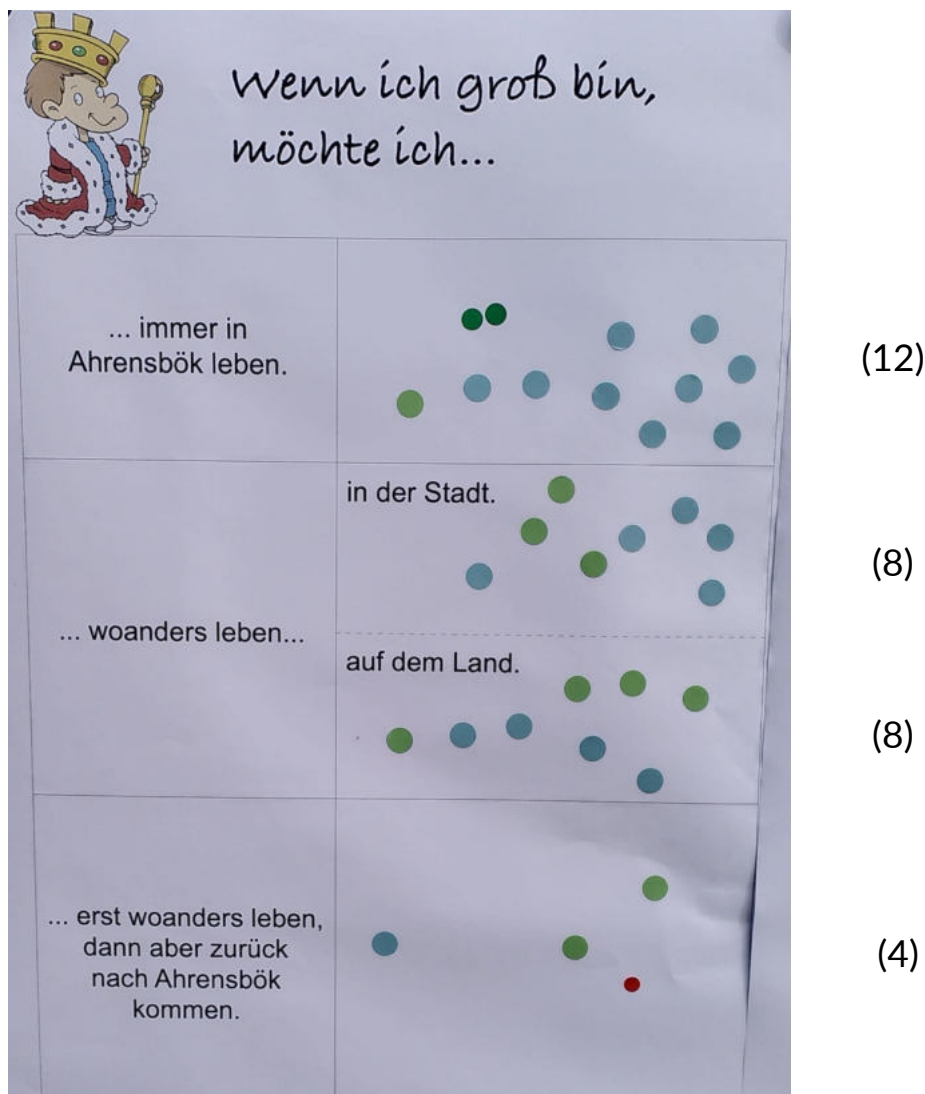 Wenn ich groß bin,
möchte ich...
... immer in
Ahrensbök leben.
(12)
... woanders leben...
in der Stadt.
(8)
auf dem Land.
(8)
... erst woanders leben,
dann aber zurück
nach Ahrensbök
kommen.
(4)